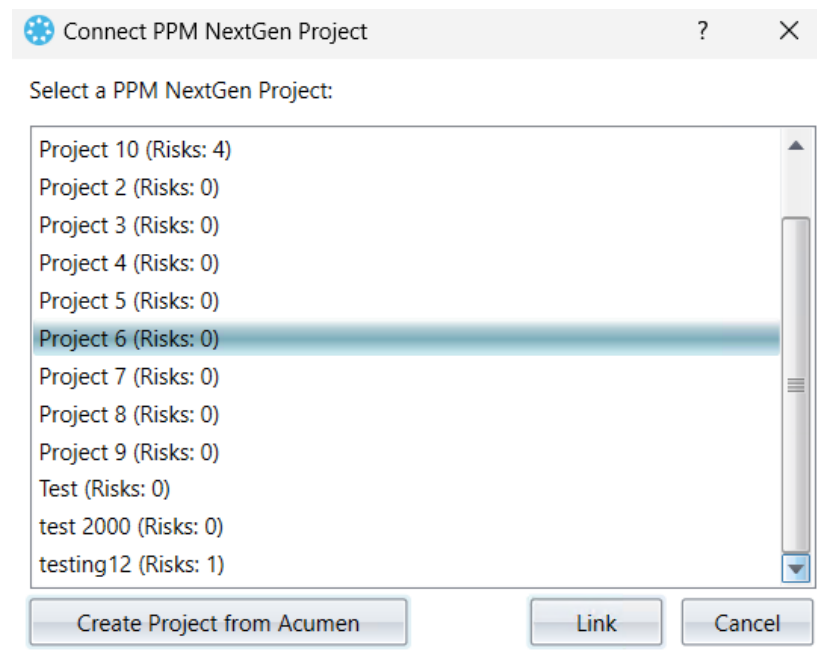 Connect PPM NextGen Project ?
Select a PPM NextGen Project:
Project 10 (Risks: 4)
Project 2 (Risks: 0)
Project 3 (Risks: 0)
Project 4 (Risks: 0)
Project 5 (Risks: 0)
Project 6 (Risks: 0)
Project 7 (Risks: 0)
Project 8 (Risks: 0)
Project 9 (Risks: 0)
Test (Risks: 0)
test 2000 (Risks: 0)
testing12 (Risks: 1)
Create Project from Acumen Link Cancel